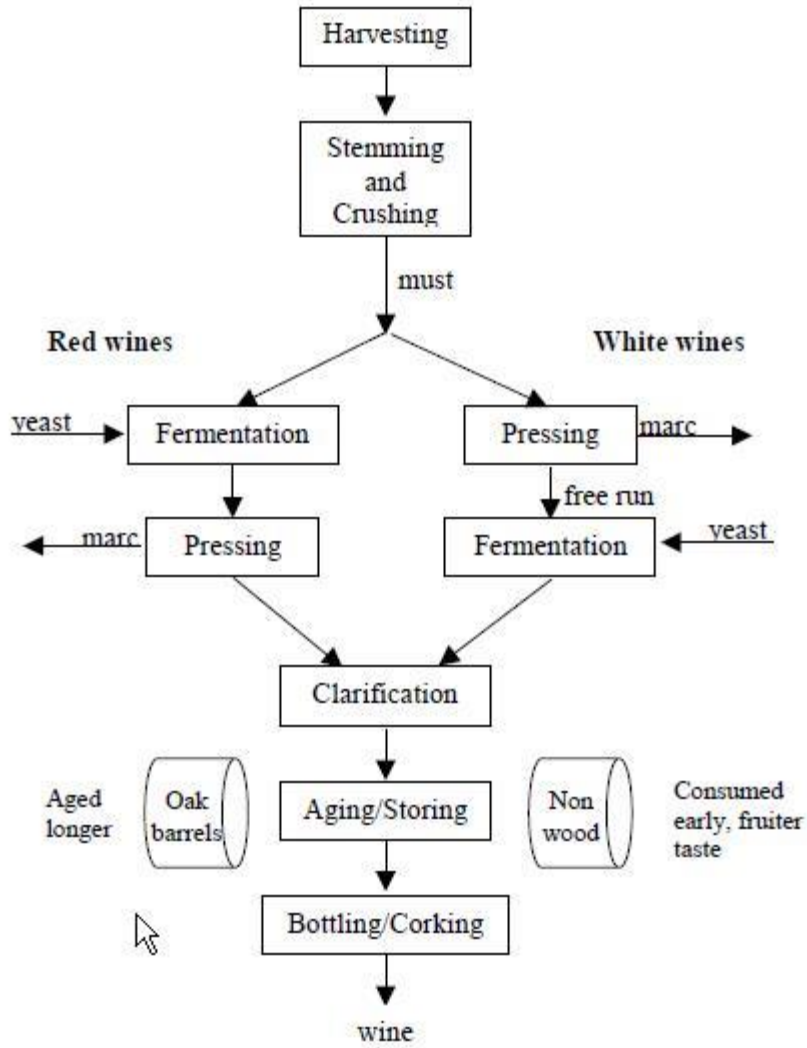 Harvesting
Stemming
and
Crushing
must
Red wines
White wines
yeast
Fermentation
Pressing
marc
free run
marc
Pressing
Fermentation
yeast
Clarification
Aged
longer
Oak
barrels
Aging/Storing
Non
wood
Consumed
early, fruiter
taste
Bottling/Corking
wine